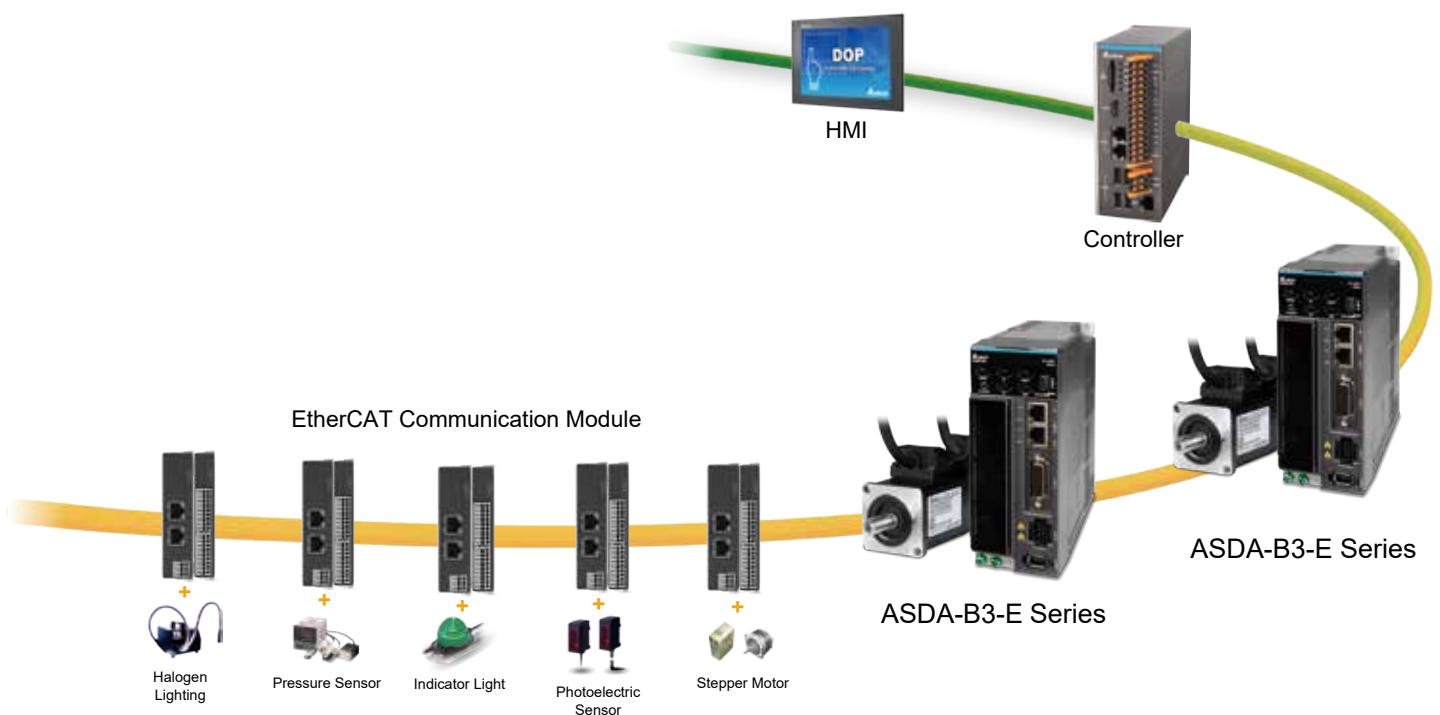 DOP
HMI
Controller
EtherCAT Communication Module
ASDA-B3-E Series
ASDA-B3-E Series
Halogen
Lighting
Pressure Sensor
Indicator Light
Photoelectric
Sensor
Stepper Motor